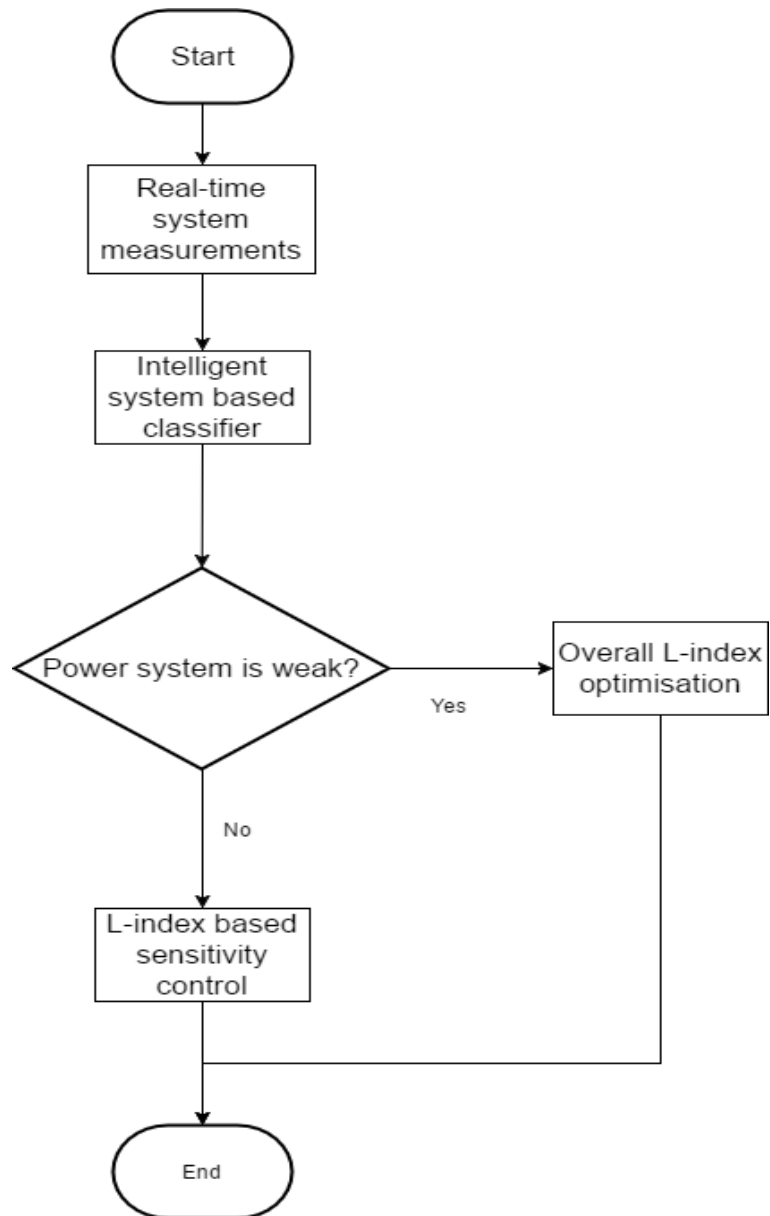 Start
Real-time
system
measurements
Intelligent
system based
classifier
Power system is weak?
Yes
Overall L-index
optimisation
No
L-index based
sensitivity
control
End